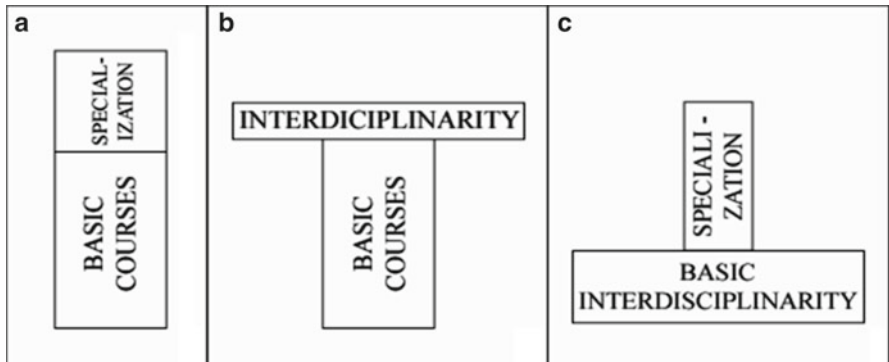 a
SPECIAL-
IZATION
BASIC
COURSES
b
INTERDICIPLINARITY
BASIC
COURSES
c
SPECIALI -
ZATION
BASIC
INTERDISCIPLINARITY